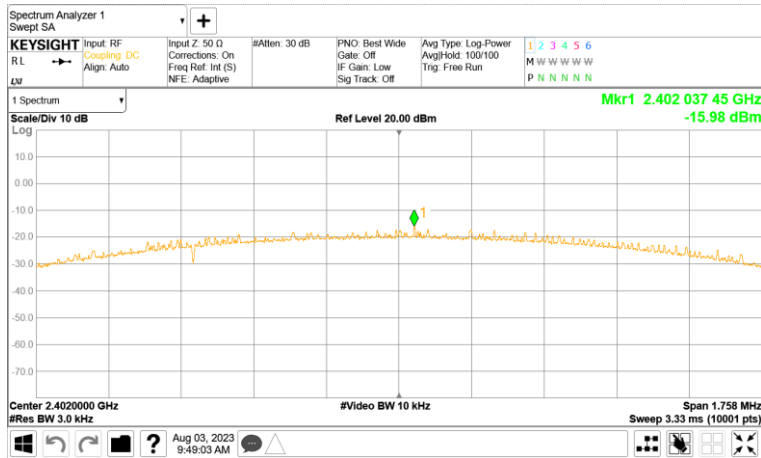 Spectrum Analyzer 1
Swept SA
KEYSIGHT
RL
LXI
Input: RF
Coupling: DC
Align: Auto
Input Z: 50 Ω
Corrections: On
Freq Ref: Int (S)
NFE: Adaptive
#Atten: 30 dB
PNO: Best Wide
Gate: Off
IF Gain: Low
Sig Track: Off
Avg Type: Log-Power
Avg|Hold: 100/100
Trig: Free Run
1 2 3 4 5 6
M W W W W W
P N N N N N
1 Spectrum
Mkr1 2.402 037 45 GHz
-15.98 dBm
Scale/Div 10 dB
Ref Level 20.00 dBm
Log
10.0
0.00
-10.0
1
-20.0
-30.0
-40.0
-50.0
-60.0
-70.0
Center 2.4020000 GHz
#Video BW 10 kHz
Span 1.758 MHz
#Res BW 3.0 kHz
Sweep 3.33 ms (10001 pts)
?
Aug 03, 2023
9:49:03 AM